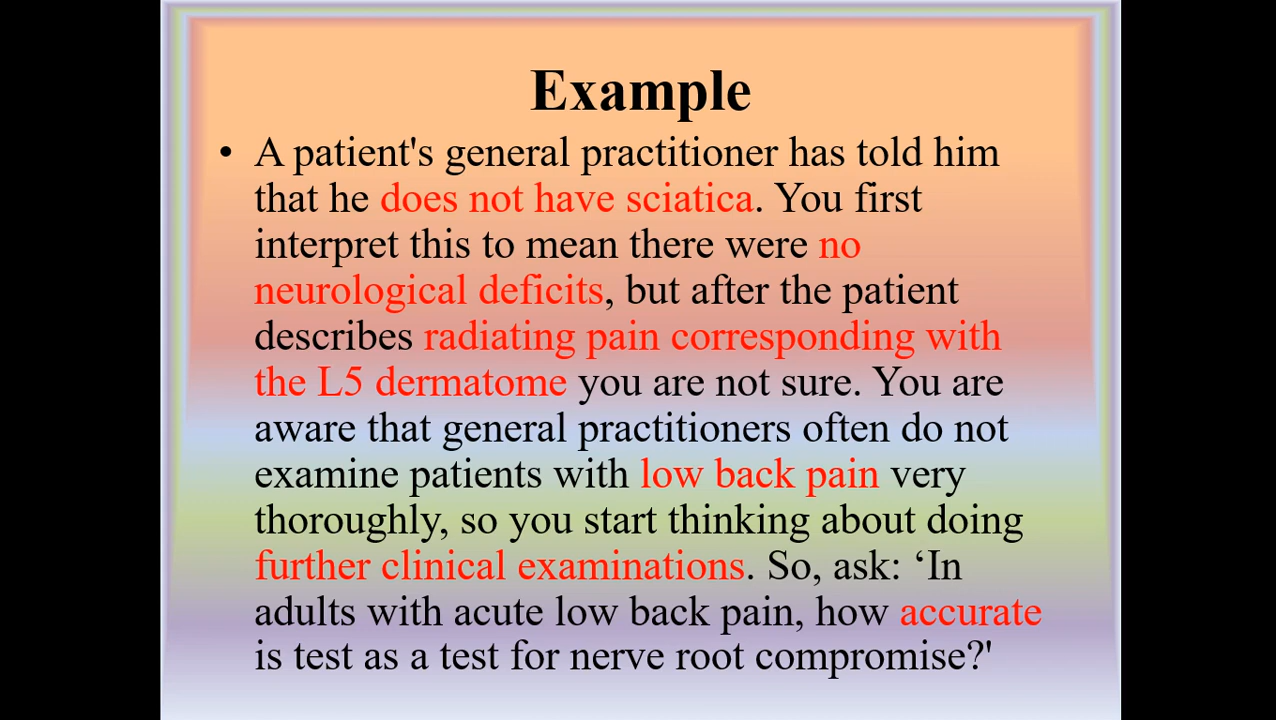 Example
• A patient's general practitioner has told him
that he does not have sciatica. You first
interpret this to mean there were no
neurological deficits, but after the patient
describes radiating pain corresponding with
the L5 dermatome you are not sure. You are
aware that general practitioners often do not
examine patients with low back pain very
thoroughly, so you start thinking about doing
further clinical examinations. So, ask: ‘In
adults with acute low back pain, how accurate
is test as a test for nerve root compromise?'